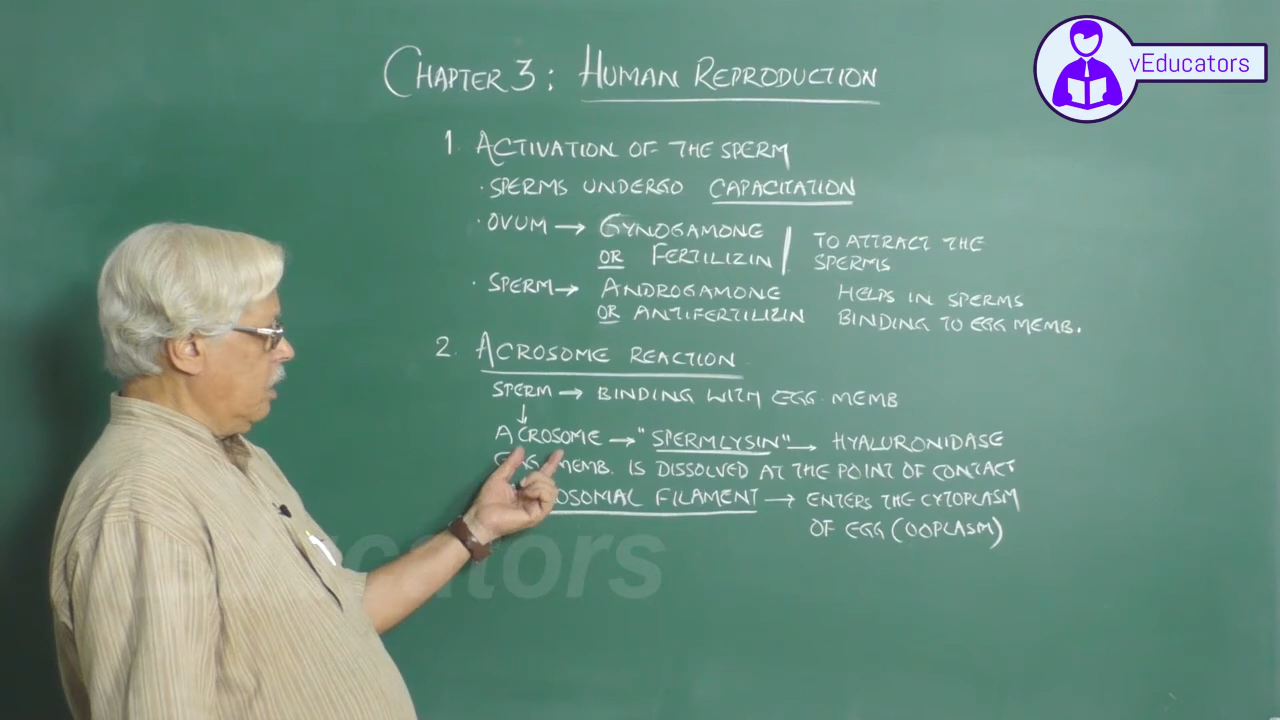 CHAPTER 3 : HUMAN REPRODUCTION
vEducators
1. ACTIVATION OF THE SPERM
· SPERMS UNDERGO CAPACITATION
· OVUM → GYNOGAMONE
OR FERTILIZIN
TO ATTRACT THE
SPERMS
· SPERM → ANDROGAMONE
OR ANTIFERTILIZIN
HELPS IN SPERMS
BINDING TO EGG MEMB.
2. ACROSOME REACTION
SPERM → BINDING WITH EGG MEMB
↓
ACROSOME → "SPERMLYSIN" → HYALURONIDASE
EGG MEMB. IS DISSOLVED AT THE POINT OF CONTACT
OSOMAL FILAMENT → ENTERS THE CYTOPLASM
OF EGG (OOPLASM)